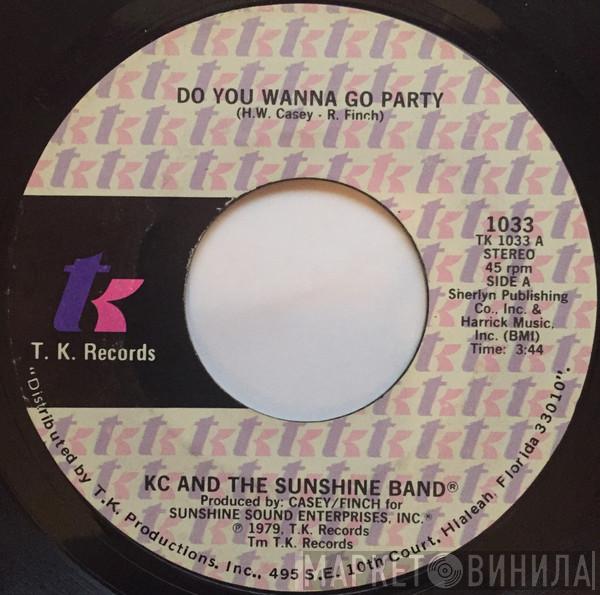 DO YOU WANNA GO PARTY
(H.W. Casey - R. Finch)
1033
TK 1033 A
STEREO
45 rpm
SIDE A
Sherlyn Publishing
Co., Inc. &
Harrick Music,
Inc. (BMI)
Time: 3:44
tk
T. K. Records
KC AND THE SUNSHINE BAND®
Produced by: CASEY/FINCH for
SUNSHINE SOUND ENTERPRISES, INC.®
℗ 1979, T.K. Records
Tm T.K. Records
"Distributed by T.K. Productions, Inc., 495 S.E. 10th Court, Hialeah, Florida 33010".
МАРКЕТ ВИНИЛА